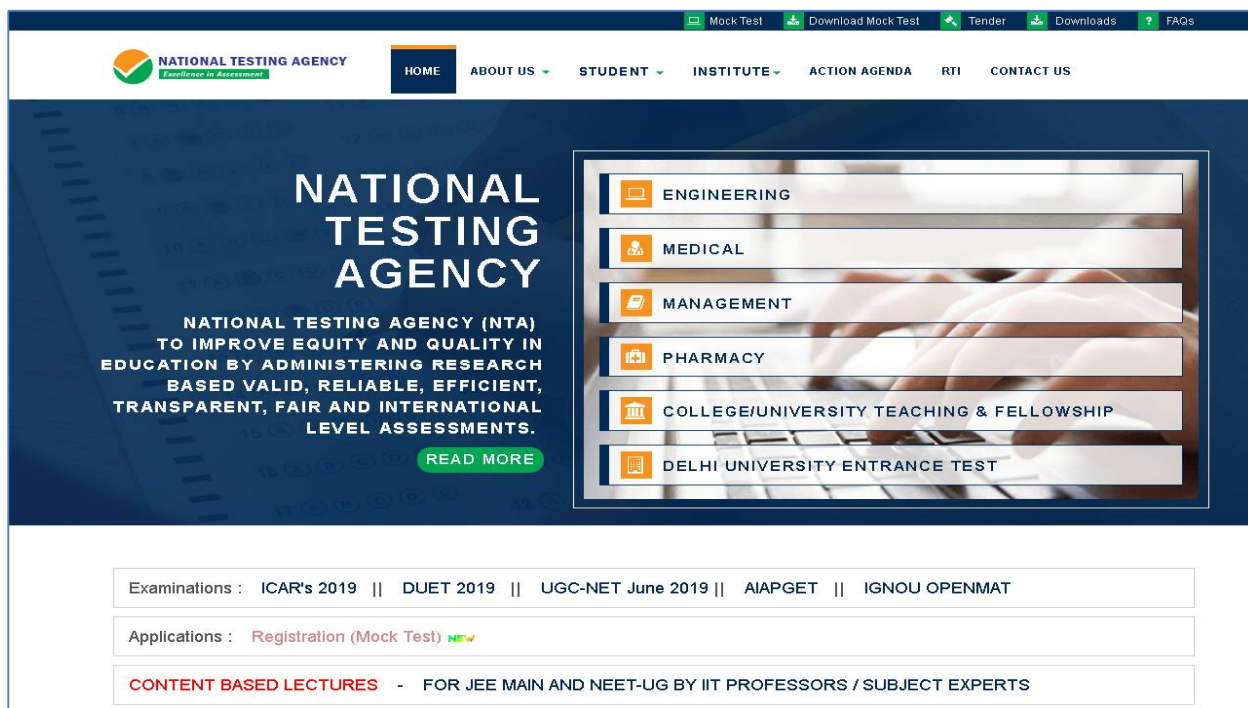 Mock Test Download Mock Test Tender Downloads ? FAQs
NATIONAL TESTING AGENCY
Excellence in Assessment
HOME ABOUT US STUDENT INSTITUTE ACTION AGENDA RTI CONTACT US
NATIONAL
TESTING
AGENCY
NATIONAL TESTING AGENCY (NTA)
TO IMPROVE EQUITY AND QUALITY IN
EDUCATION BY ADMINISTERING RESEARCH
BASED VALID, RELIABLE, EFFICIENT,
TRANSPARENT, FAIR AND INTERNATIONAL
LEVEL ASSESSMENTS.
READ MORE
ENGINEERING
MEDICAL
MANAGEMENT
PHARMACY
COLLEGE/UNIVERSITY TEACHING & FELLOWSHIP
DELHI UNIVERSITY ENTRANCE TEST
Examinations : ICAR's 2019 || DUET 2019 || UGC-NET June 2019 || AIAPGET || IGNOU OPENMAT
Applications : Registration (Mock Test) NEW
CONTENT BASED LECTURES - FOR JEE MAIN AND NEET-UG BY IIT PROFESSORS / SUBJECT EXPERTS